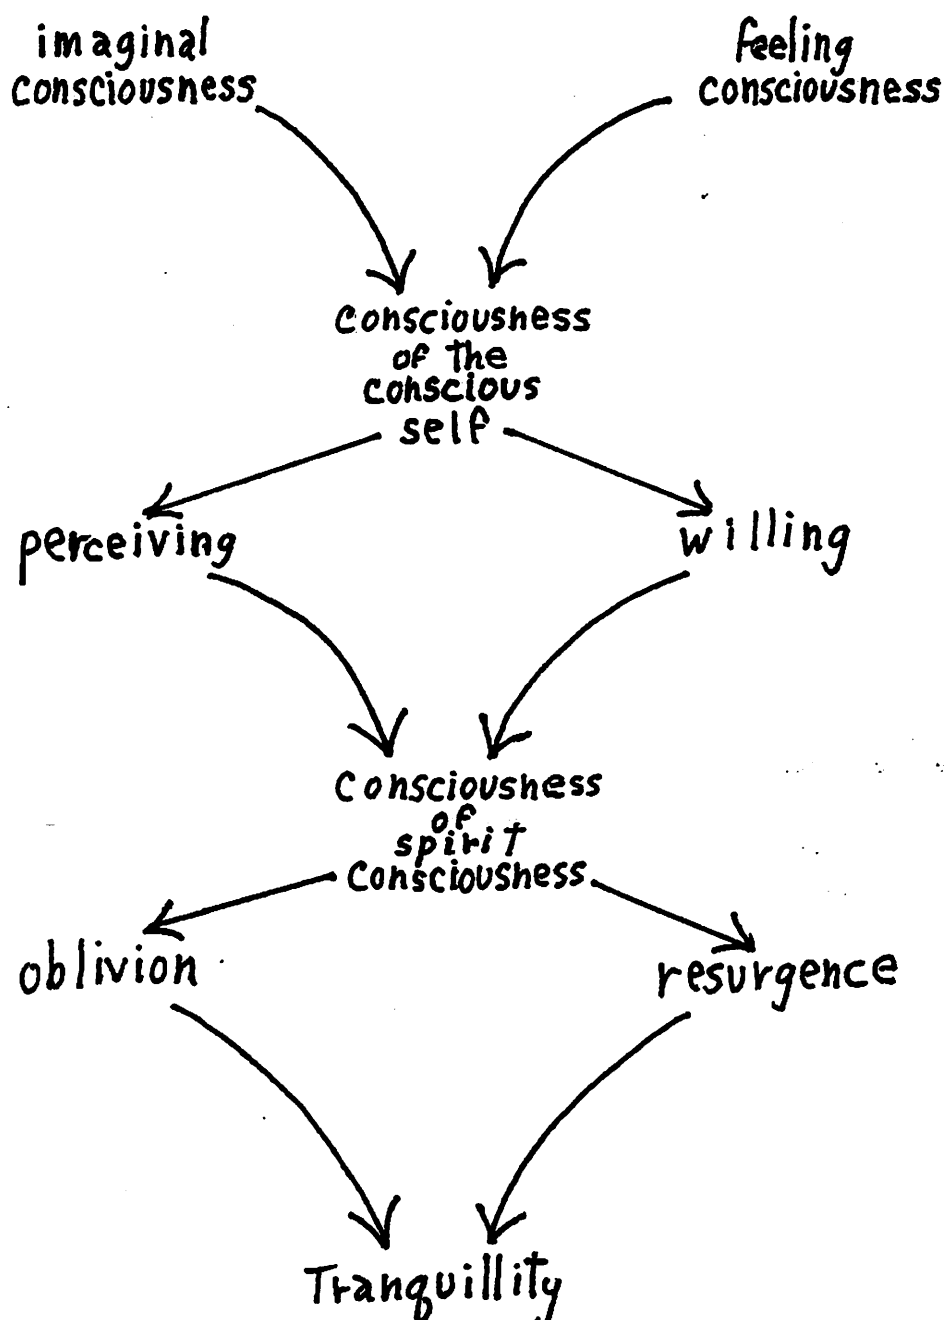 imaginal
consciousness
feeling
consciousness
Consciousness
of the
conscious
self
perceiving
willing
Consciousness
of
spirit
Consciousness
oblivion
resurgence
Tranquillity